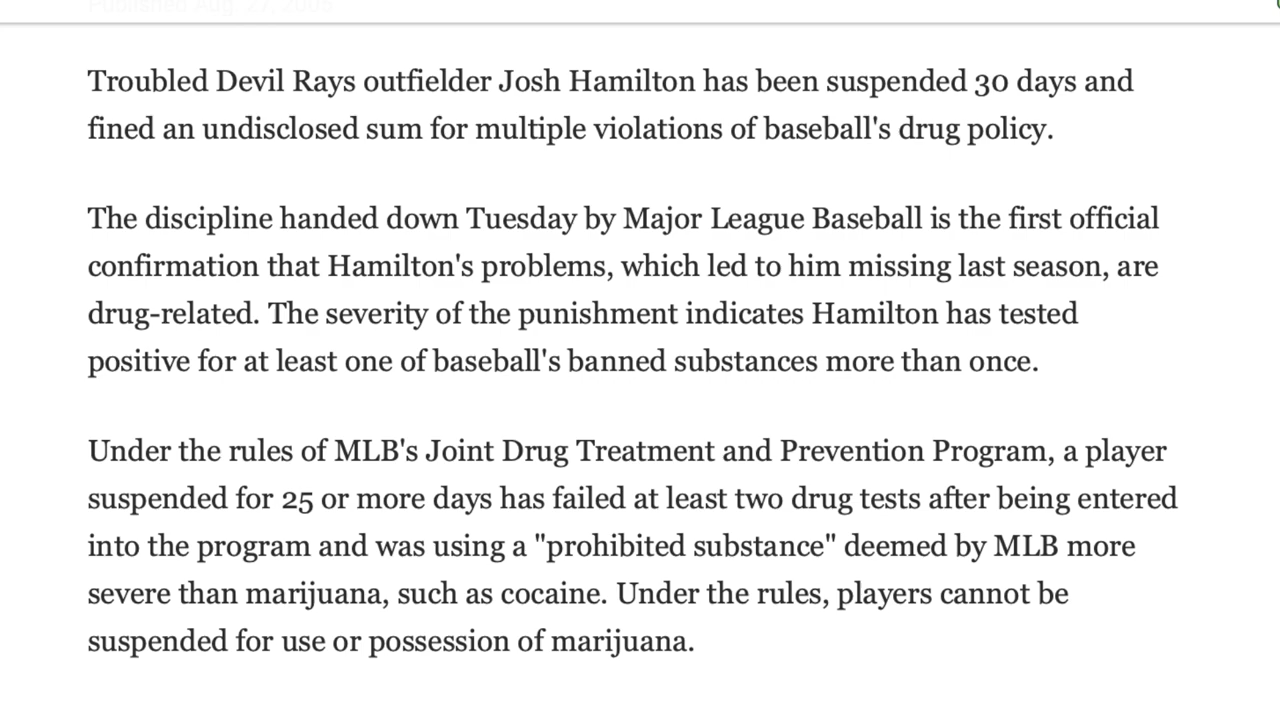 Troubled Devil Rays outfielder Josh Hamilton has been suspended 30 days and
fined an undisclosed sum for multiple violations of baseball's drug policy.
The discipline handed down Tuesday by Major League Baseball is the first official
confirmation that Hamilton's problems, which led to him missing last season, are
drug-related. The severity of the punishment indicates Hamilton has tested
positive for at least one of baseball's banned substances more than once.
Under the rules of MLB's Joint Drug Treatment and Prevention Program, a player
suspended for 25 or more days has failed at least two drug tests after being entered
into the program and was using a "prohibited substance" deemed by MLB more
severe than marijuana, such as cocaine. Under the rules, players cannot be
suspended for use or possession of marijuana.